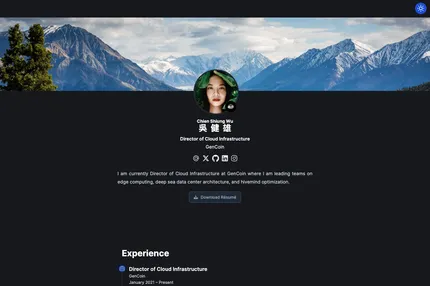 Chien Shiung Wu
吳健雄
Director of Cloud Infrastructure
GenCoin
I am currently Director of Cloud Infrastructure at GenCoin where I am leading teams on
edge computing, deep sea data center architecture, and hivemind optimization.
Download Résumé
Experience
Director of Cloud Infrastructure
GenCoin
January 2021 – Present